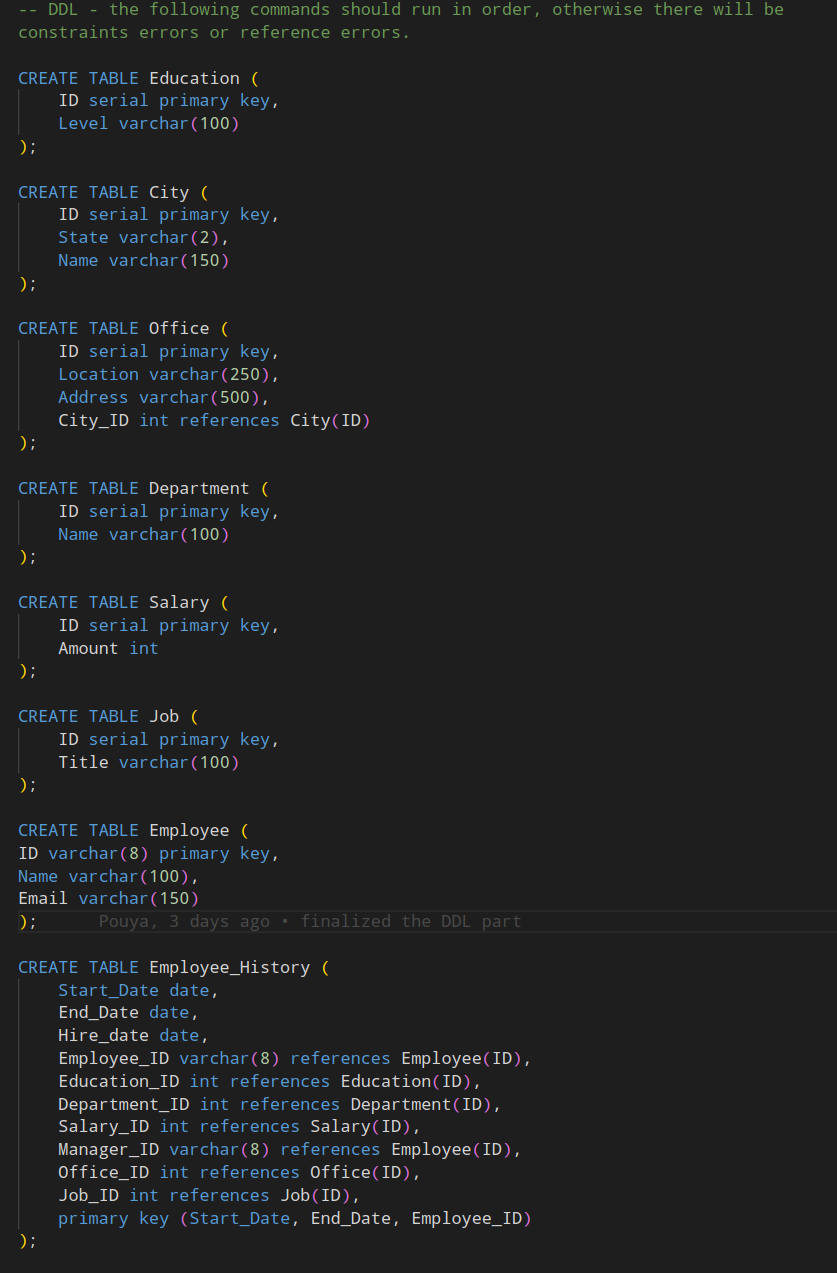 -- DDL - the following commands should run in order, otherwise there will be
constraints errors or reference errors.
CREATE TABLE Education (
ID serial primary key,
Level varchar(100)
);
CREATE TABLE City (
ID serial primary key,
State varchar(2),
Name varchar(150)
);
CREATE TABLE Office (
ID serial primary key,
Location varchar(250),
Address varchar(500),
City_ID int references City(ID)
);
CREATE TABLE Department (
ID serial primary key,
Name varchar(100)
);
CREATE TABLE Salary (
ID serial primary key,
Amount int
);
CREATE TABLE Job (
ID serial primary key,
Title varchar(100)
);
CREATE TABLE Employee (
ID varchar(8) primary key,
Name varchar(100),
Email varchar(150)
); Pouya, 3 days ago • finalized the DDL part
CREATE TABLE Employee_History (
Start_Date date,
End_Date date,
Hire_date date,
Employee_ID varchar(8) references Employee(ID),
Education_ID int references Education(ID),
Department_ID int references Department(ID),
Salary_ID int references Salary(ID),
Manager_ID varchar(8) references Employee(ID),
Office_ID int references Office(ID),
Job_ID int references Job(ID),
primary key (Start_Date, End_Date, Employee_ID)
);